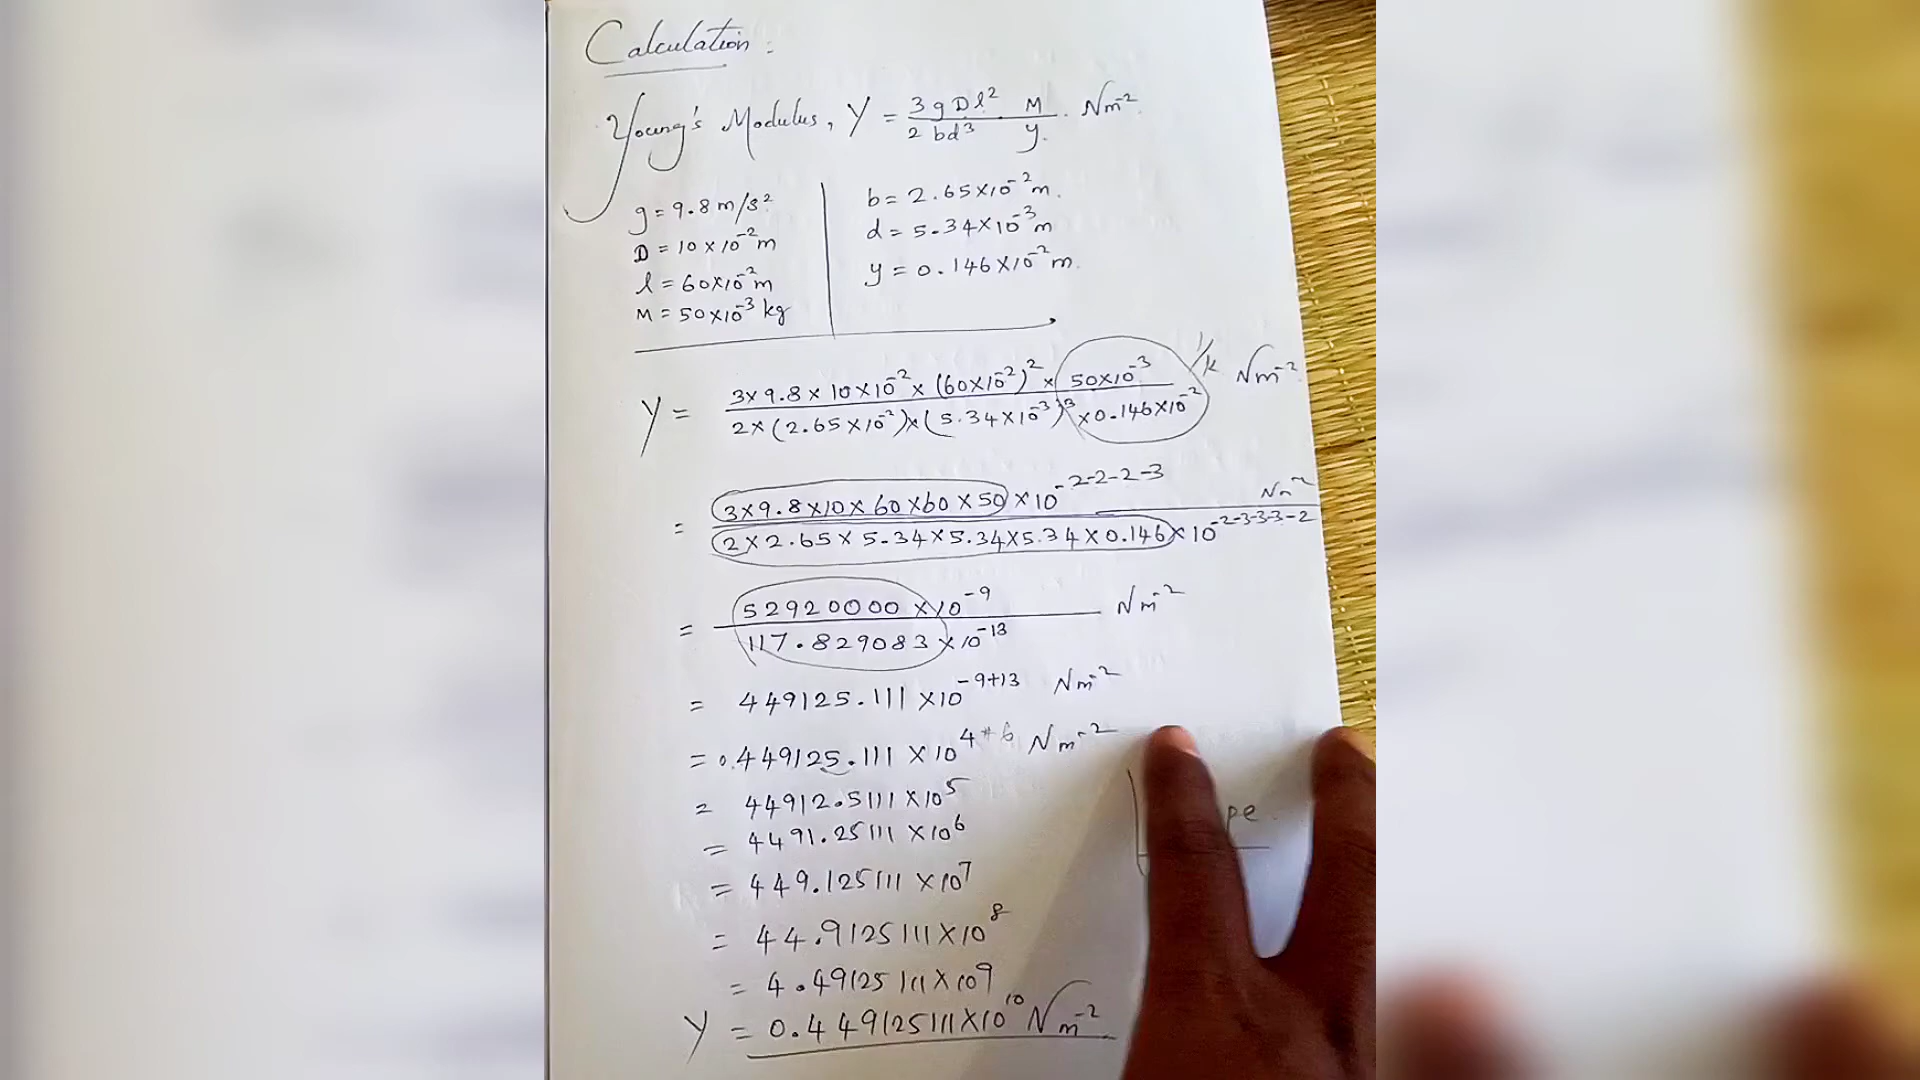 Calculation:
Young's Modulus, Y = 3 g D l² / 2 b d³ . M / y . Nm⁻²
g = 9.8 m/s²
D = 10 × 10⁻² m
l = 60×10⁻² m
M = 50×10⁻³ kg
b = 2.65×10⁻² m.
d = 5.34×10⁻³ m
y = 0.146×10⁻² m.
Y = 3×9.8×10×10⁻²×(60×10⁻²)² × 50×10⁻³ / 2×(2.65×10⁻²)×(5.34×10⁻³)³ ×0.146×10⁻² 1/k Nm⁻²
= 3×9.8×10×60×60×50 × 10⁻²⁻²⁻²⁻³ / 2×2.65×5.34×5.34×5.34×0.146×10⁻²⁻³⁻³⁻³⁻² Nm⁻²
= 52920000 ×10⁻⁹ / 117.829083×10⁻¹³ Nm⁻²
= 449125.111 ×10⁻⁹⁺¹³ Nm⁻²
= 0.449125.111 ×10⁴⁺⁶ Nm⁻²
= 44912.5111×10⁵
= 4491.25111 ×10⁶
= 449.125111 ×10⁷
= 44.9125111×10⁸
= 4.49125111×10⁹
Y = 0.449125111×10¹⁰ Nm⁻²